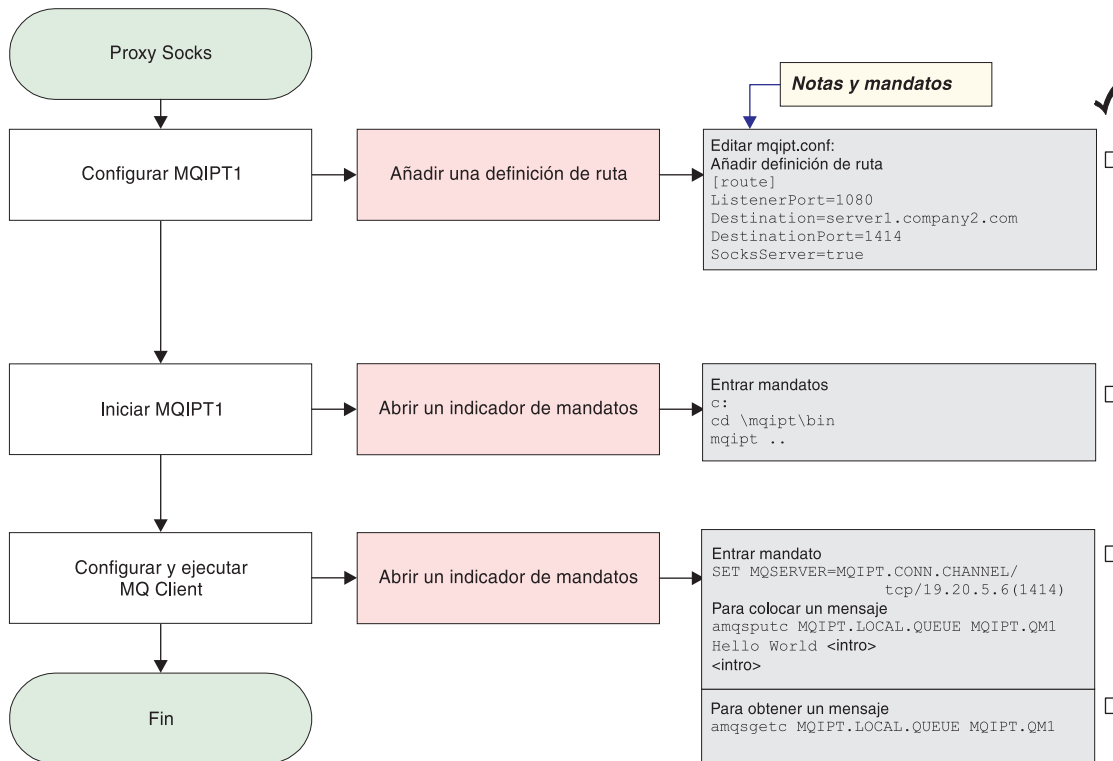 Proxy Socks
Notas y mandatos
Configurar MQIPT1
Añadir una definición de ruta
Editar mqipt.conf:
Añadir definición de ruta
[route]
ListenerPort=1080
Destination=server1.company2.com
DestinationPort=1414
SocksServer=true
Iniciar MQIPT1
Abrir un indicador de mandatos
Entrar mandatos
c:
cd \mqipt\bin
mqipt ..
Configurar y ejecutar
MQ Client
Abrir un indicador de mandatos
Entrar mandato
SET MQSERVER=MQIPT.CONN.CHANNEL/
tcp/19.20.5.6(1414)
Para colocar un mensaje
amqsputc MQIPT.LOCAL.QUEUE MQIPT.QM1
Hello World <intro>
<intro>
Fin
Para obtener un mensaje
amqsgetc MQIPT.LOCAL.QUEUE MQIPT.QM1